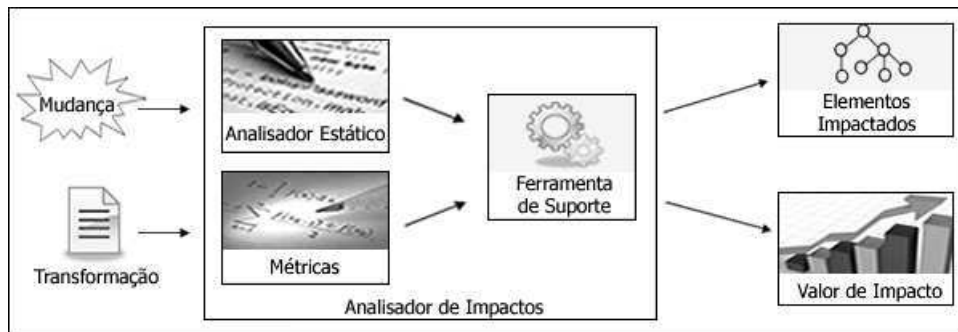 Mudança
Transformação
Analisador Estático
Métricas
Ferramenta
de Suporte
Analisador de Impactos
Elementos
Impactados
Valor de Impacto